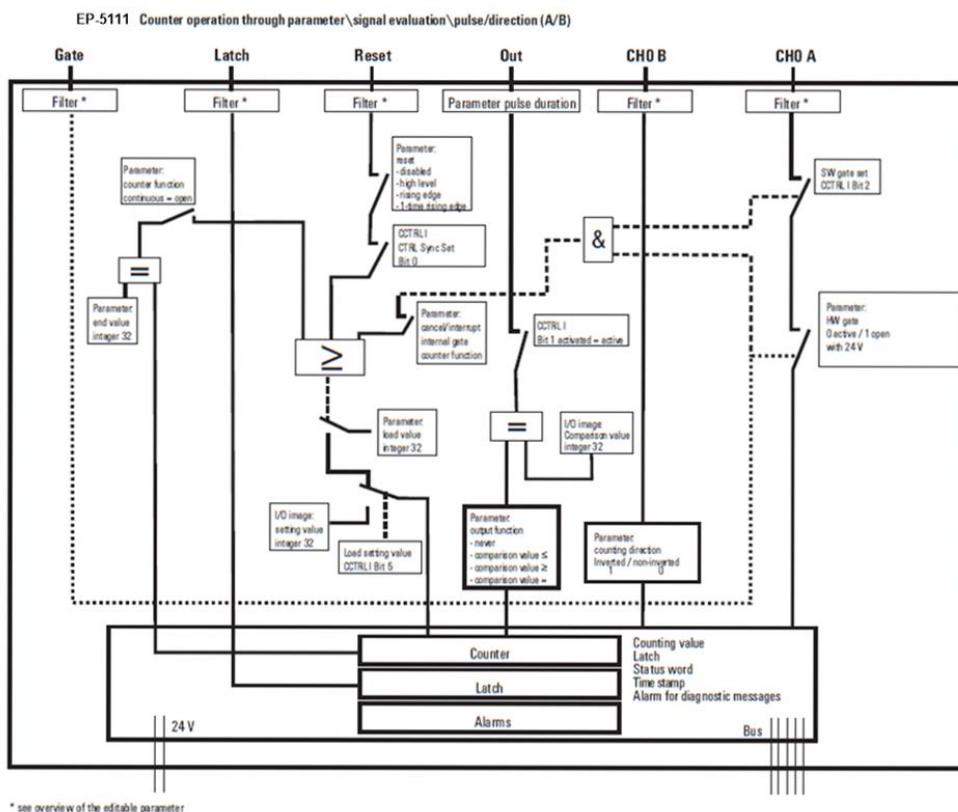 EP-5111 Counter operation through parameter\signal evaluation\pulse/direction (A/B)
Gate
Latch
Reset
Out
CH0 B
CH0 A
Filter *
Filter *
Filter *
Parameter pulse duration
Filter *
Filter *
Parameter:
counter function
continuous = open
Parameter:
reset
- disabled
- high level
- rising edge
- 1-time rising edge
SW gate set
CCTRL I Bit 2
CCTRL I
CTRL Sync Set
Bit 0
&
=
Parameter:
end value
integer 32
Parameter:
cancel/interrupt
internal gate
counter function
CCTRL I
Bit 1 activated = active
Parameter:
HW gate
0 active / 1 open
with 24 V
≥
Parameter:
load value
integer 32
=
I/O image:
Comparison value
integer 32
I/O image:
setting value
integer 32
Load setting value
CCTRL I Bit 5
Parameter:
output function
- never
- comparison value ≤
- comparison value ≥
- comparison value =
Parameter:
counting direction
Inverted / non-inverted
1 0
Counter
Latch
Alarms
Counting value
Latch
Status word
Time stamp
Alarm for diagnostic messages
24 V
Bus
* see overview of the editable parameter